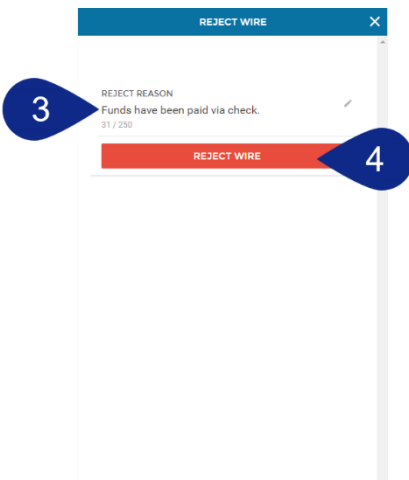 REJECT WIRE
REJECT REASON
3
Funds have been paid via check.
31 / 250
REJECT WIRE
4